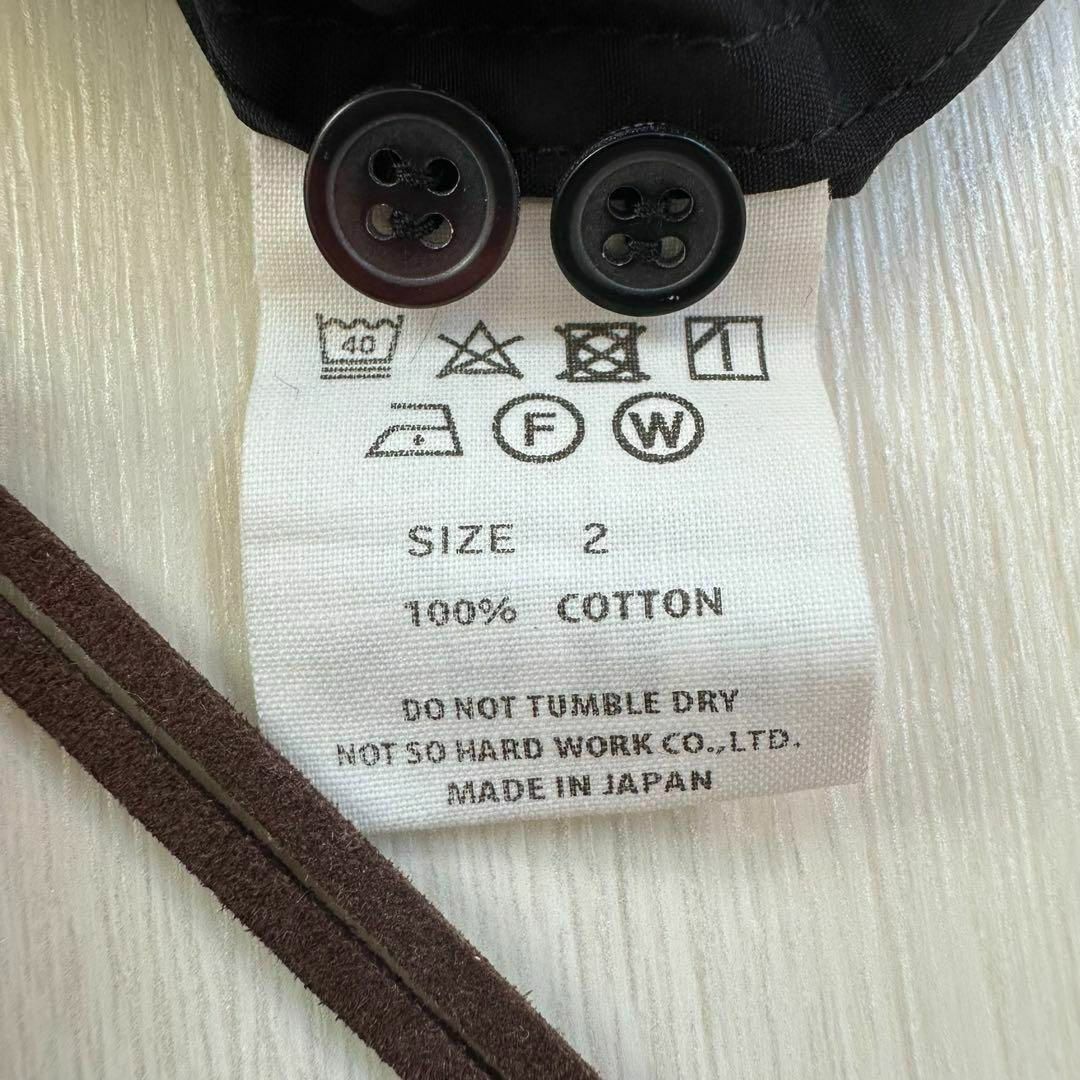 40
F W
SIZE 2
100% COTTON
DO NOT TUMBLE DRY
NOT SO HARD WORK CO.,LTD.
MADE IN JAPAN